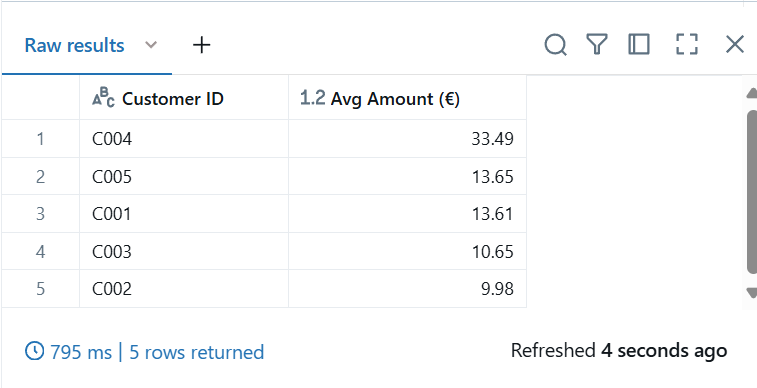 Raw results
ABC Customer ID 1.2 Avg Amount (€)
1 C004 33.49
2 C005 13.65
3 C001 13.61
4 C003 10.65
5 C002 9.98
795 ms | 5 rows returned Refreshed 4 seconds ago